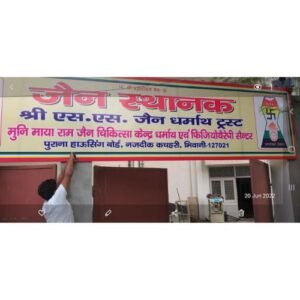 जैन स्थानक
श्री एस.एस. जैन धर्मार्थ ट्रस्ट
मुनि माया राम जैन चिकित्सा केन्द्र धर्मार्थ एवं फिजियोथैरेपी सैन्टर
पुराना हाऊसिंग बोर्ड, नजदीक कचहरी, भिवानी-127021
20 Jun 2022